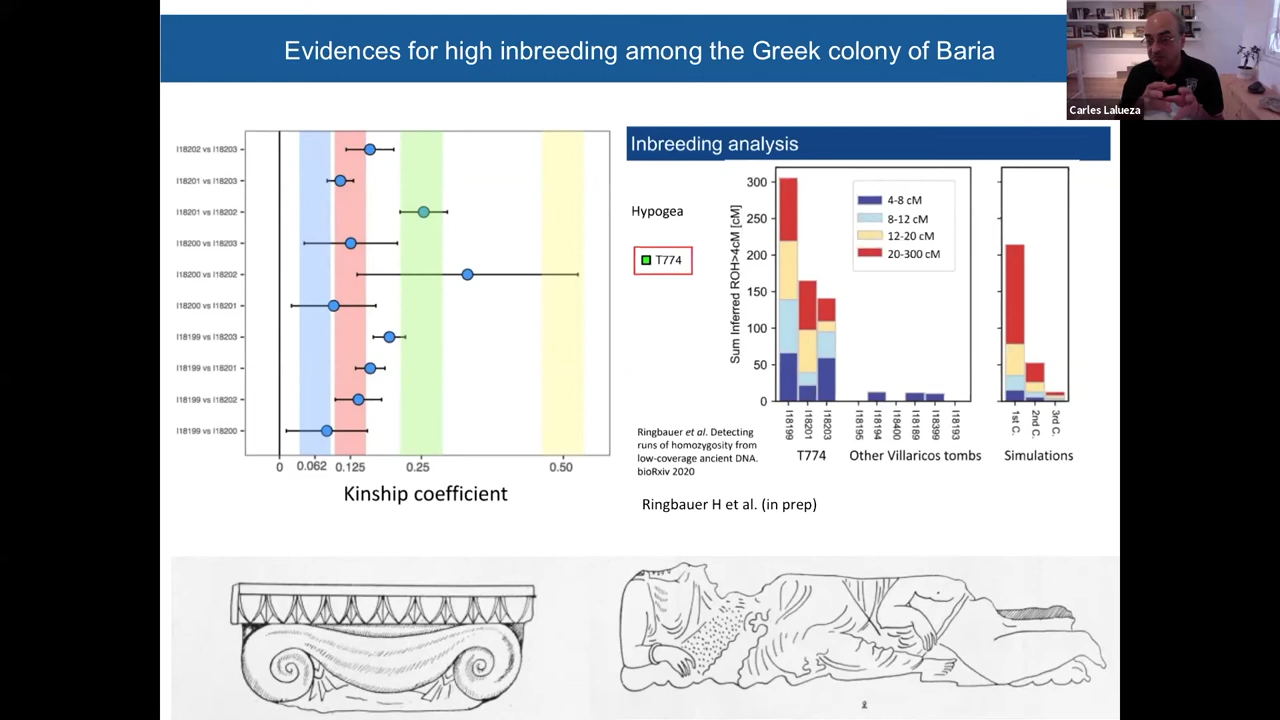 Evidences for high inbreeding among the Greek colony of Baria
Carles Lalueza
I18202 vs I18203
I18201 vs I18203
I18201 vs I18202
I18200 vs I18203
I18200 vs I18202
I18200 vs I18201
I18199 vs I18203
I18199 vs I18201
I18199 vs I18202
I18199 vs I18200
0 0.062 0.125 0.25 0.50
Kinship coefficient
Inbreeding analysis
Hypogea
T774
Sum Inferred ROH>4cM [cM]
300
250
200
150
100
50
0
4-8 cM
8-12 cM
12-20 cM
20-300 cM
I18199
I18201
I18203
I18195
I18194
I18400
I18189
I18399
I18193
1st C.
2nd C.
3rd C.
T774 Other Villaricos tombs Simulations
Ringbauer et al. Detecting
runs of homozygosity from
low-coverage ancient DNA.
bioRxiv 2020
Ringbauer H et al. (in prep)